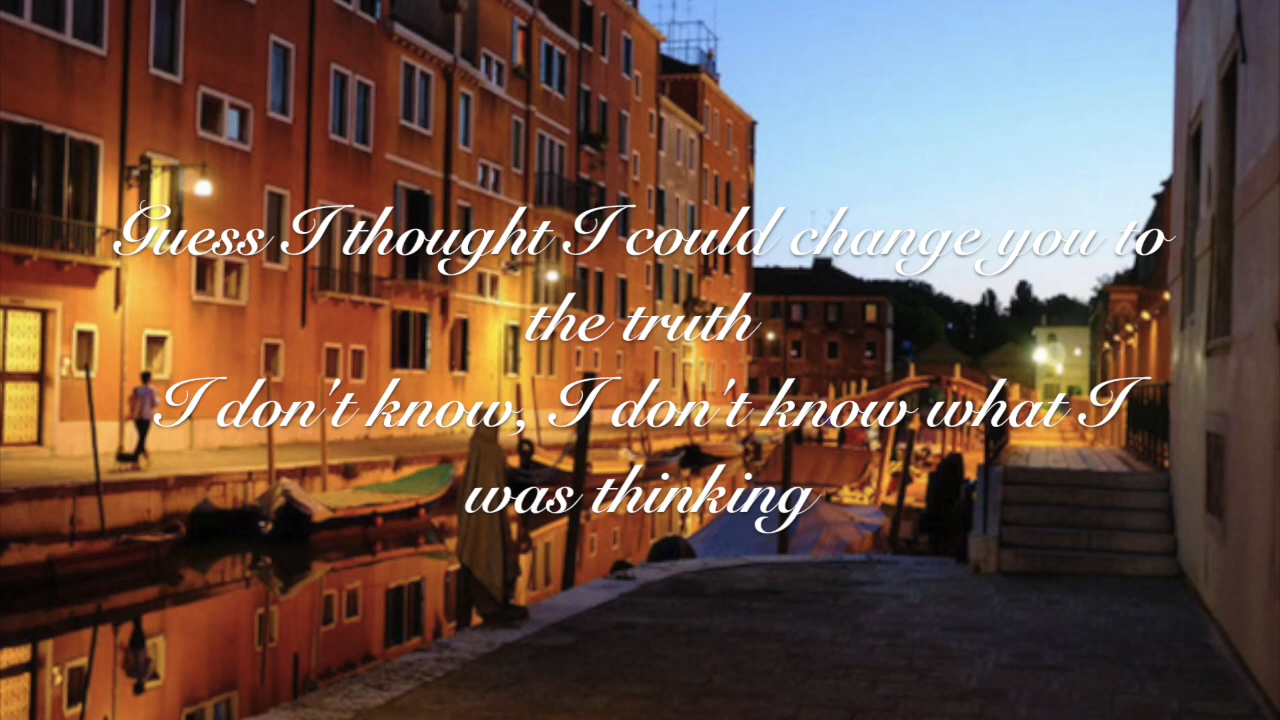 Guess I thought I could change you to
the truth
I don't know, I don't know what I
was thinking